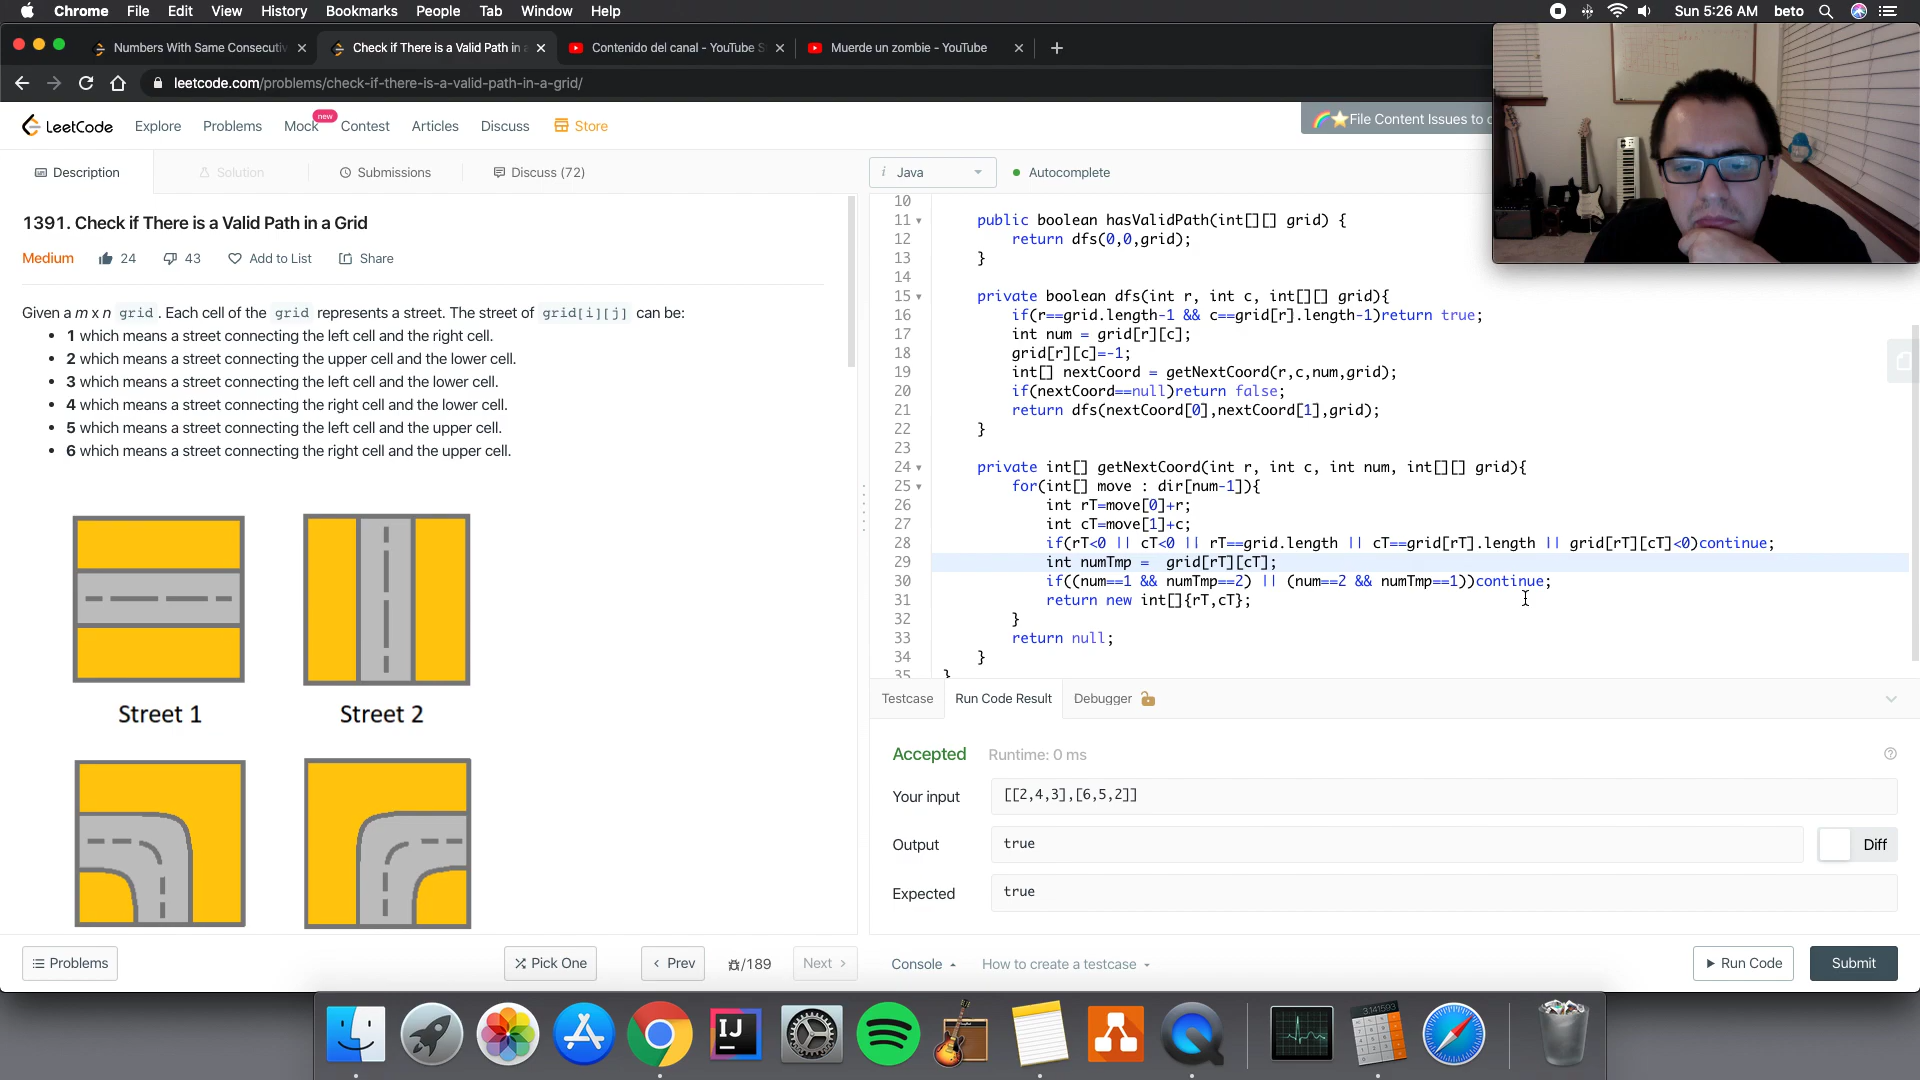 Chrome File Edit View History Bookmarks People Tab Window Help
Sun 5:26 AM beto
Numbers With Same Consecutiv
Check if There is a Valid Path in
Contenido del canal - YouTube S
Muerde un zombie - YouTube
leetcode.com/problems/check-if-there-is-a-valid-path-in-a-grid/
LeetCode Explore Problems Mock new Contest Articles Discuss Store
🌈⭐File Content Issues to
Description Solution Submissions Discuss (72)
i Java Autocomplete
1391. Check if There is a Valid Path in a Grid
Medium 24 43 Add to List Share
Given a m x n grid. Each cell of the grid represents a street. The street of grid[i][j] can be:
• 1 which means a street connecting the left cell and the right cell.
• 2 which means a street connecting the upper cell and the lower cell.
• 3 which means a street connecting the left cell and the lower cell.
• 4 which means a street connecting the right cell and the lower cell.
• 5 which means a street connecting the left cell and the upper cell.
• 6 which means a street connecting the right cell and the upper cell.
Street 1 Street 2
Problems Pick One Prev /189 Next
10
11 public boolean hasValidPath(int[][] grid) {
12 return dfs(0,0,grid);
13 }
14
15 private boolean dfs(int r, int c, int[][] grid){
16 if(r==grid.length-1 && c==grid[r].length-1)return true;
17 int num = grid[r][c];
18 grid[r][c]=-1;
19 int[] nextCoord = getNextCoord(r,c,num,grid);
20 if(nextCoord==null)return false;
21 return dfs(nextCoord[0],nextCoord[1],grid);
22 }
23
24 private int[] getNextCoord(int r, int c, int num, int[][] grid){
25 for(int[] move : dir[num-1]){
26 int rT=move[0]+r;
27 int cT=move[1]+c;
28 if(rT<0 || cT<0 || rT==grid.length || cT==grid[rT].length || grid[rT][cT]<0)continue;
29 int numTmp =  grid[rT][cT];
30 if((num==1 && numTmp==2) || (num==2 && numTmp==1))continue;
31 return new int[]{rT,cT};
32 }
33 return null;
34 }
35 }
Testcase Run Code Result Debugger
Accepted Runtime: 0 ms
Your input [[2,4,3],[6,5,2]]
Output true Diff
Expected true
Console How to create a testcase Run Code Submit
IJ
3.141593